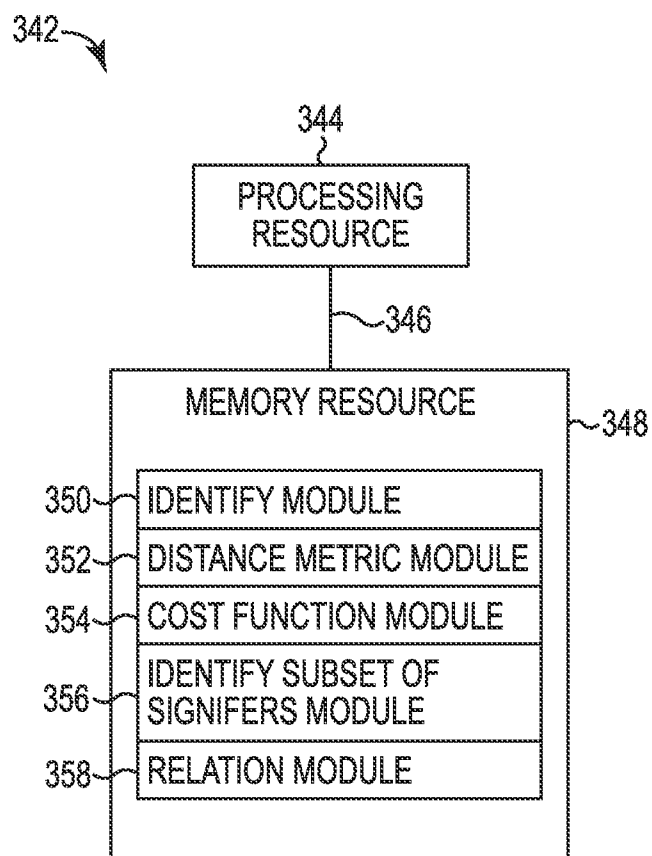 342
344
PROCESSING
RESOURCE
346
MEMORY RESOURCE
348
350 IDENTIFY MODULE
352 DISTANCE METRIC MODULE
354 COST FUNCTION MODULE
356 IDENTIFY SUBSET OF
SIGNIFERS MODULE
358 RELATION MODULE